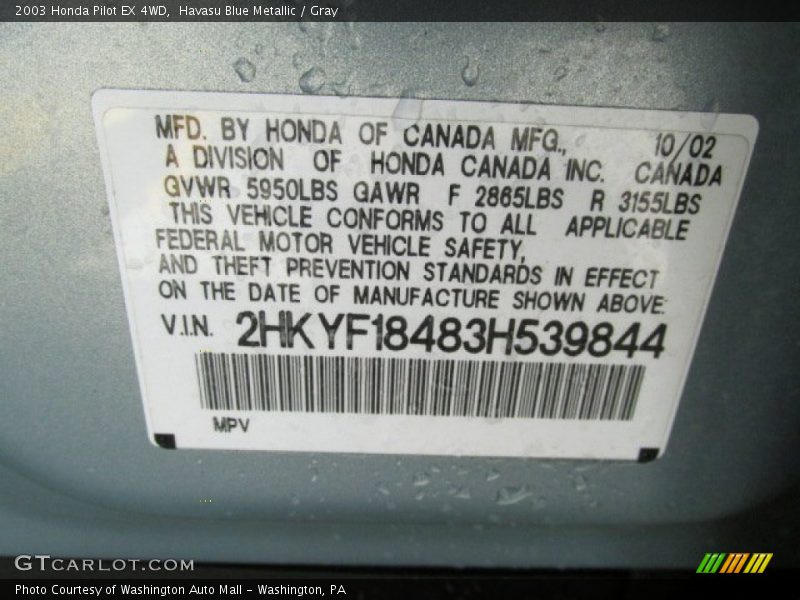 2003 Honda Pilot EX 4WD,  Havasu Blue Metallic / Gray
MFD. BY HONDA OF CANADA MFG., 10/02
A DIVISION OF HONDA CANADA INC. CANADA
GVWR 5950LBS GAWR F 2865LBS R 3155LBS
THIS VEHICLE CONFORMS TO ALL APPLICABLE
FEDERAL MOTOR VEHICLE SAFETY,
AND THEFT PREVENTION STANDARDS IN EFFECT
ON THE DATE OF MANUFACTURE SHOWN ABOVE.
V.I.N. 2HKYF18483H539844
MPV
GTCARLOT.COM
Photo Courtesy of Washington Auto Mall - Washington, PA